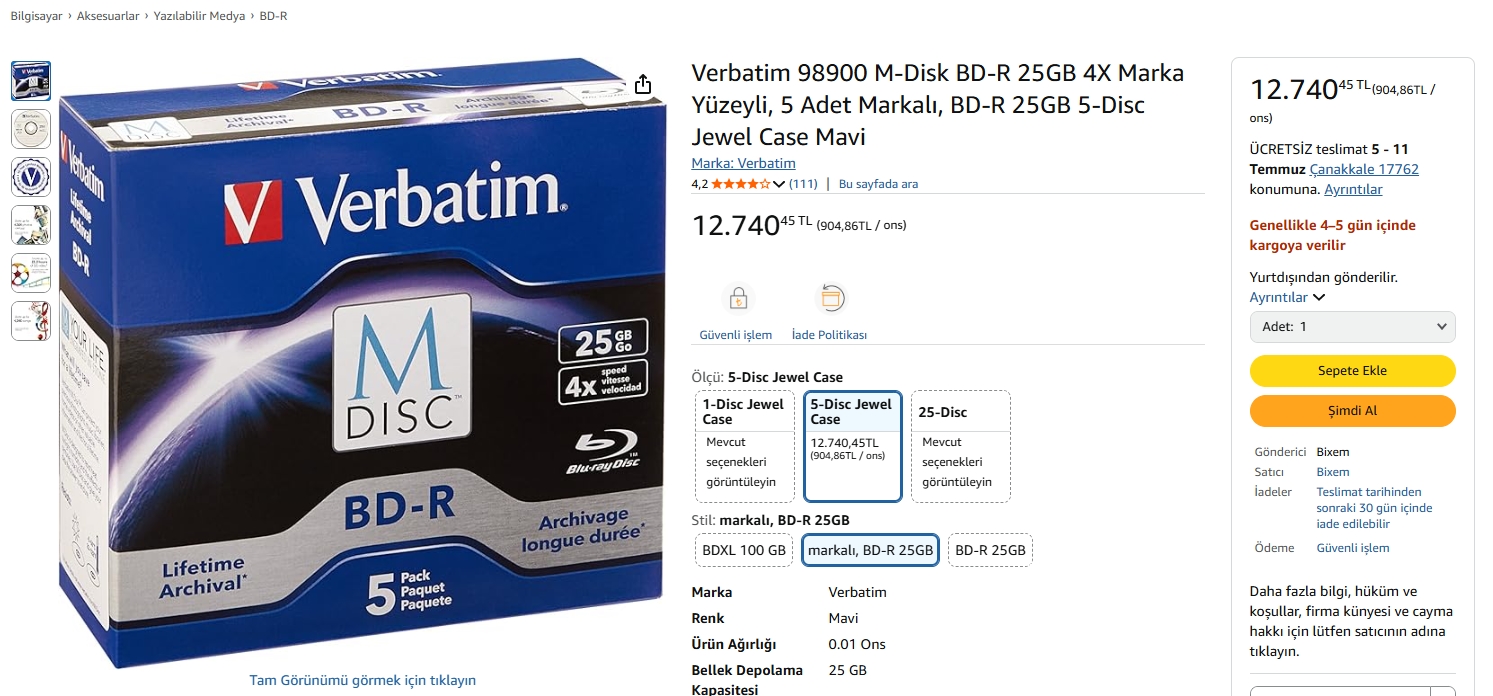 Bilgisayar › Aksesuarlar › Yazılabilir Medya › BD-R
Verbatim.
BD-R
M
DISC
Lifetime
Archival*
Archivage
longue durée*
Verbatim
Lifetime
Archival
BD-R
YOUR LIFE
Verbatim®
M
DISC™
25 GB
Go
4x speed
vitesse
velocidad
Blu-ray Disc
BD-R
Lifetime
Archival*
Archivage
longue durée*
5 Pack
Paquet
Paquete
Tam Görünümü görmek için tıklayın
Verbatim 98900 M-Disk BD-R 25GB 4X Marka
Yüzeyli, 5 Adet Markalı, BD-R 25GB 5-Disc
Jewel Case Mavi
Marka: Verbatim
4,2 (111) | Bu sayfada ara
12.740 45 TL (904,86TL / ons)
Güvenli işlem İade Politikası
Ölçü: 5-Disc Jewel Case
1-Disc Jewel
Case
Mevcut
seçenekleri
görüntüleyin
5-Disc Jewel
Case
12.740,45TL
(904,86TL / ons)
25-Disc
Mevcut
seçenekleri
görüntüleyin
Stil: markalı, BD-R 25GB
BDXL 100 GB markalı, BD-R 25GB BD-R 25GB
Marka Verbatim
Renk Mavi
Ürün Ağırlığı 0.01 Ons
Bellek Depolama 25 GB
Kapasitesi
12.740 45 TL (904,86TL /
ons)
ÜCRETSİZ teslimat 5 - 11
Temmuz Çanakkale 17762
konumuna. Ayrıntılar
Genellikle 4–5 gün içinde
kargoya verilir
Yurtdışından gönderilir.
Ayrıntılar
Adet: 1
Sepete Ekle
Şimdi Al
Gönderici Bixem
Satıcı Bixem
İadeler Teslimat tarihinden
sonraki 30 gün içinde
iade edilebilir
Ödeme Güvenli işlem
Daha fazla bilgi, hüküm ve
koşullar, firma künyesi ve cayma
hakkı için lütfen satıcının adına
tıklayın.